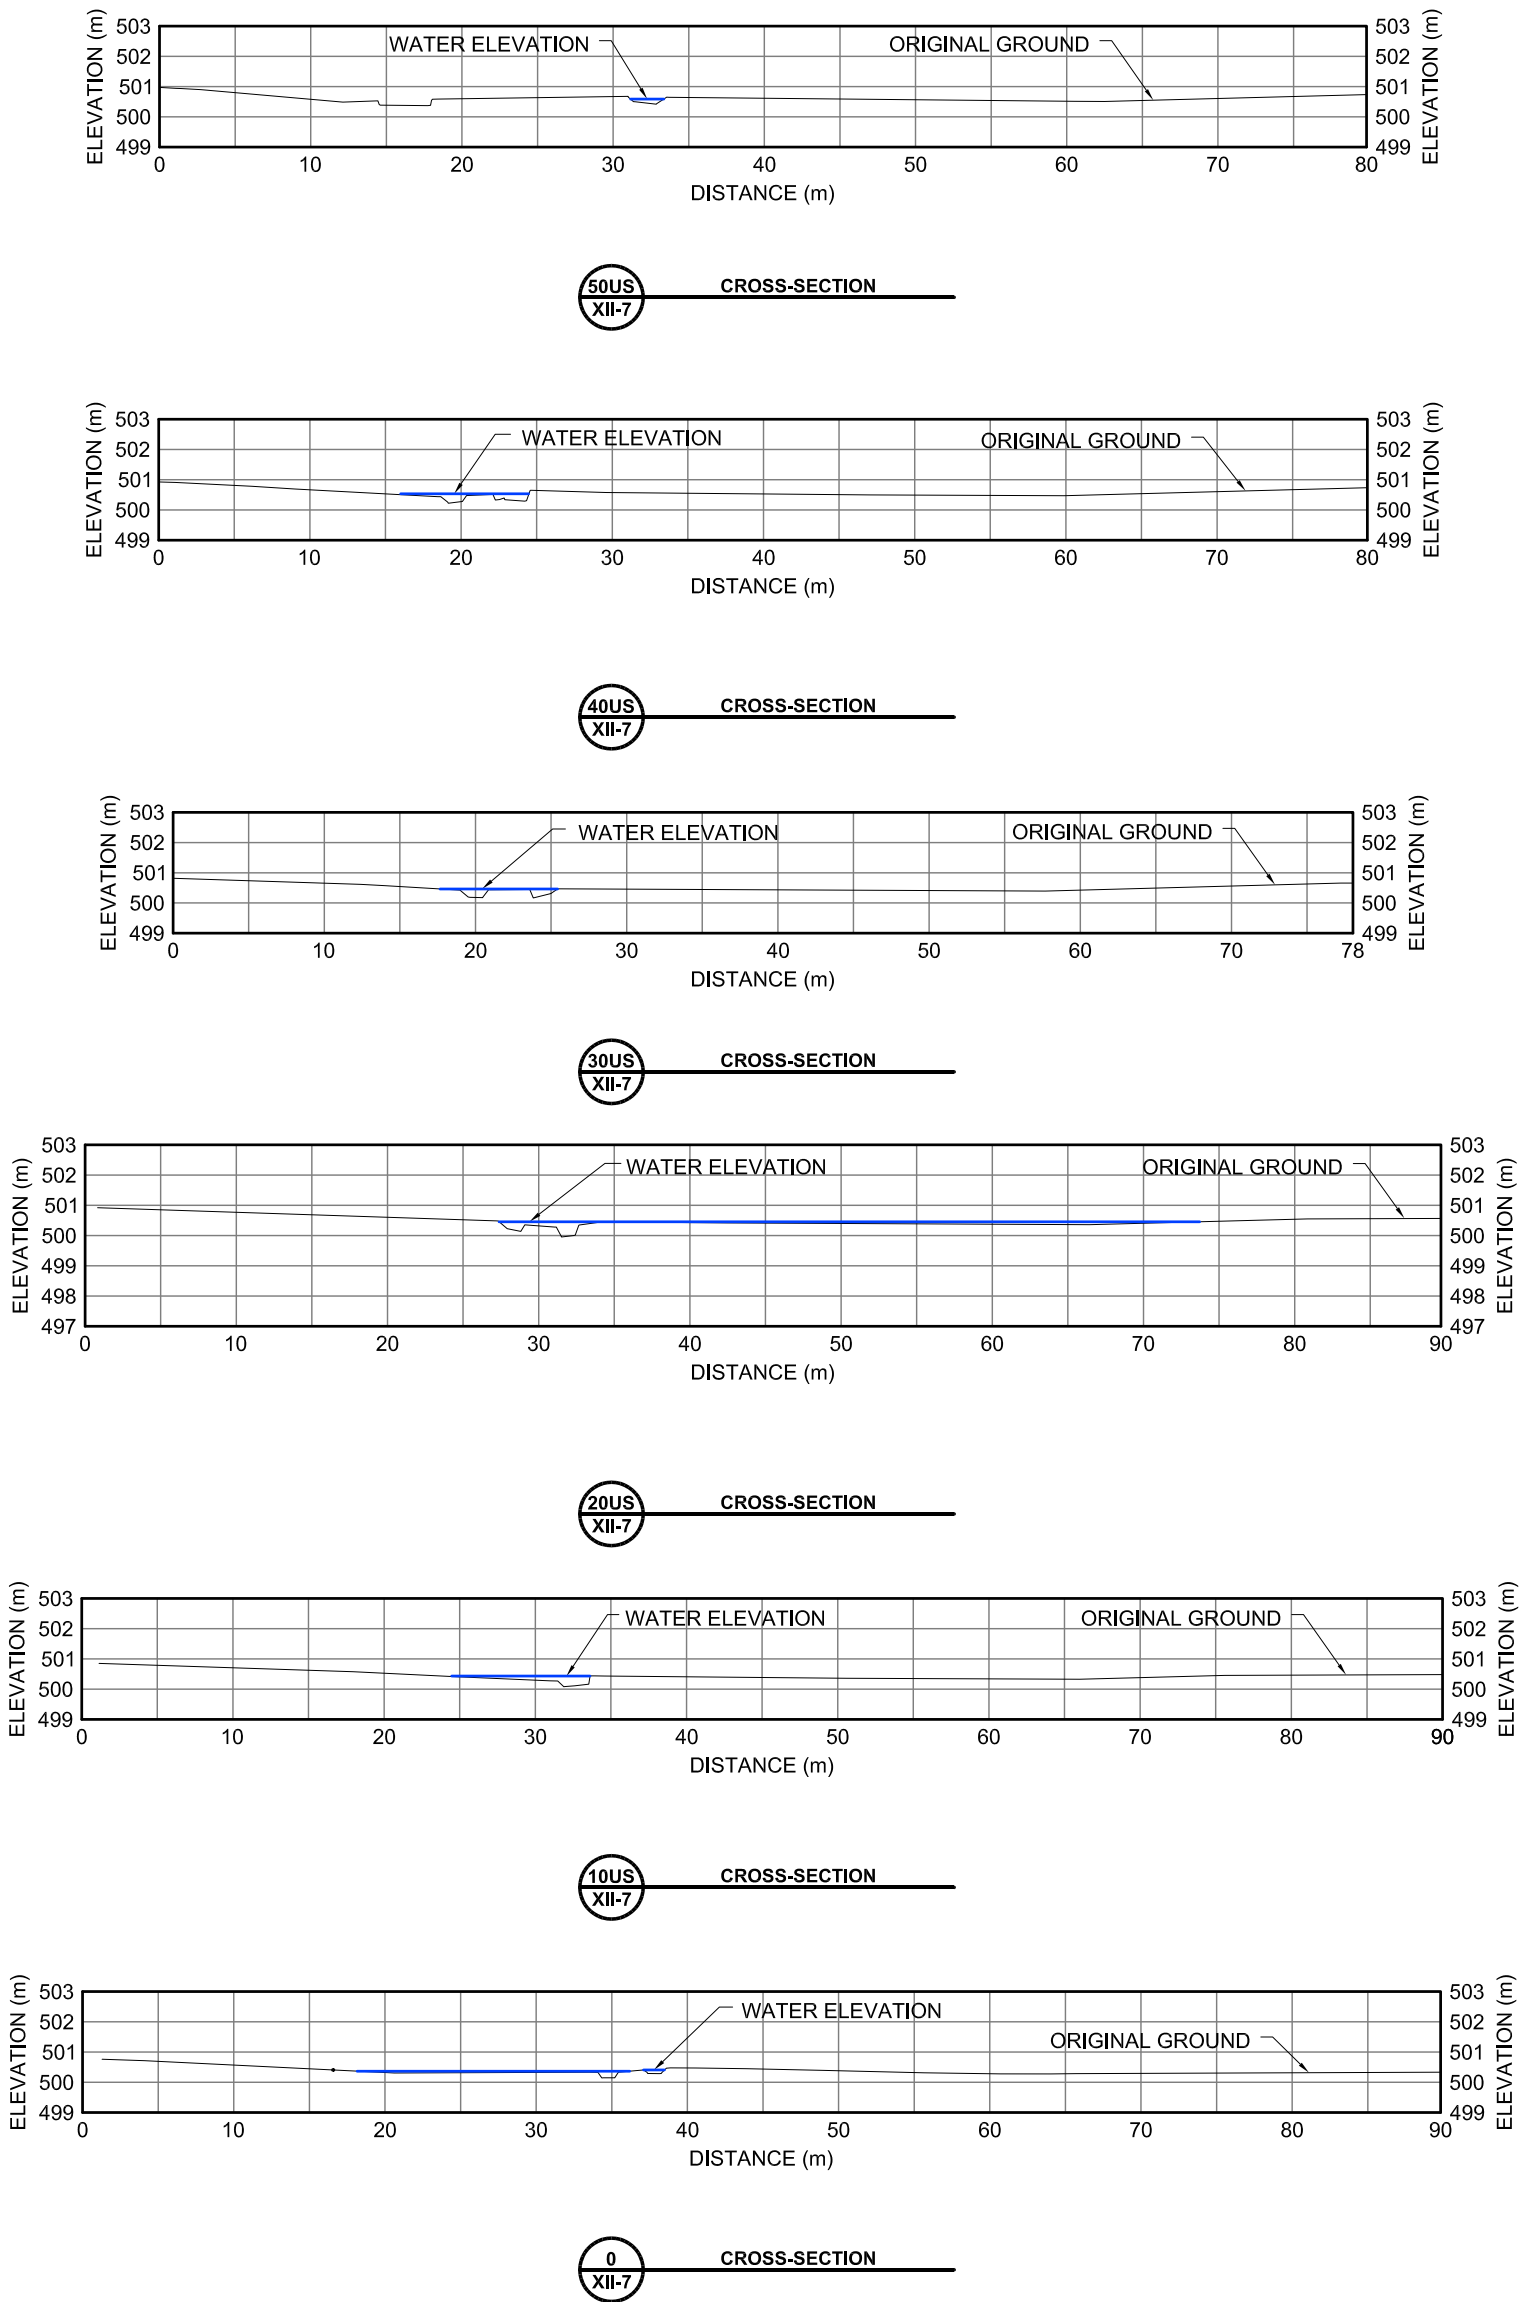 ELEVATION (m)
503
502
501
500
499
WATER ELEVATION
ORIGINAL GROUND
503
502
501
500
499
ELEVATION (m)
0 10 20 30 40 50 60 70 80
DISTANCE (m)
50US
XII-7
CROSS-SECTION
ELEVATION (m)
503
502
501
500
499
WATER ELEVATION
ORIGINAL GROUND
503
502
501
500
499
ELEVATION (m)
0 10 20 30 40 50 60 70 80
DISTANCE (m)
40US
XII-7
CROSS-SECTION
ELEVATION (m)
503
502
501
500
499
WATER ELEVATION
ORIGINAL GROUND
503
502
501
500
499
ELEVATION (m)
0 10 20 30 40 50 60 70 78
DISTANCE (m)
30US
XII-7
CROSS-SECTION
ELEVATION (m)
503
502
501
500
499
498
497
WATER ELEVATION
ORIGINAL GROUND
503
502
501
500
499
498
497
ELEVATION (m)
0 10 20 30 40 50 60 70 80 90
DISTANCE (m)
20US
XII-7
CROSS-SECTION
ELEVATION (m)
503
502
501
500
499
WATER ELEVATION
ORIGINAL GROUND
503
502
501
500
499
ELEVATION (m)
0 10 20 30 40 50 60 70 80 90
DISTANCE (m)
10US
XII-7
CROSS-SECTION
ELEVATION (m)
503
502
501
500
499
WATER ELEVATION
ORIGINAL GROUND
503
502
501
500
499
ELEVATION (m)
0 10 20 30 40 50 60 70 80 90
DISTANCE (m)
0
XII-7
CROSS-SECTION